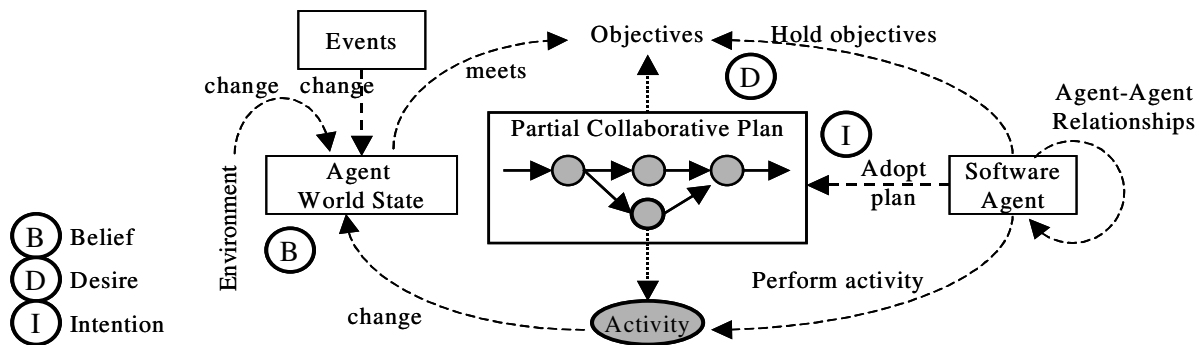 Events
Objectives
Hold objectives
change
change
meets
D
Agent-Agent
Relationships
Partial Collaborative Plan
I
Agent
World State
Adopt
plan
Software
Agent
Environment
B
Belief
B
D
Desire
Perform activity
I
Intention
change
Activity